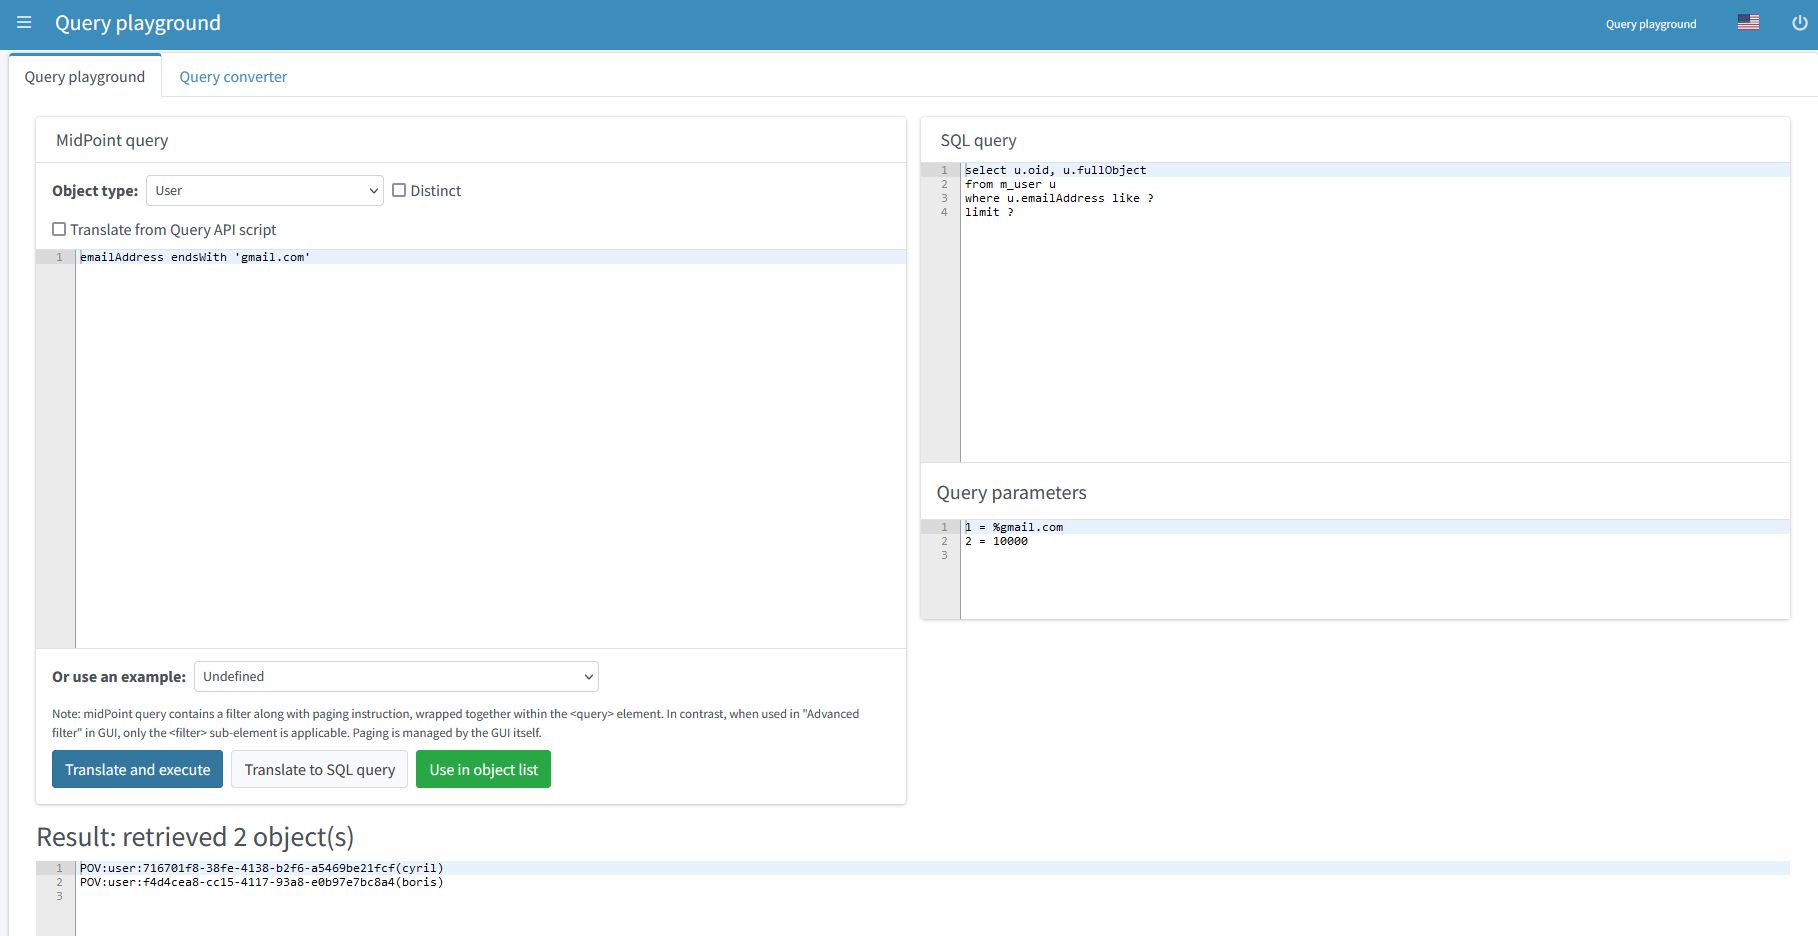 Query playground
Query playground
Query playground
Query converter
MidPoint query
Object type: User Distinct
Translate from Query API script
1 emailAddress endsWith 'gmail.com'
Or use an example: Undefined
Note: midPoint query contains a filter along with paging instruction, wrapped together within the <query> element. In contrast, when used in "Advanced
filter" in GUI, only the <filter> sub-element is applicable. Paging is managed by the GUI itself.
Translate and execute
Translate to SQL query
Use in object list
SQL query
1 select u.oid, u.fullObject
2 from m_user u
3 where u.emailAddress like ?
4 limit ?
Query parameters
1 1 = %gmail.com
2 2 = 10000
3
Result: retrieved 2 object(s)
1 POV:user:716701f8-38fe-4138-b2f6-a5469be21fcf(cyril)
2 POV:user:f4d4cea8-cc15-4117-93a8-e0b97e7bc8a4(boris)
3